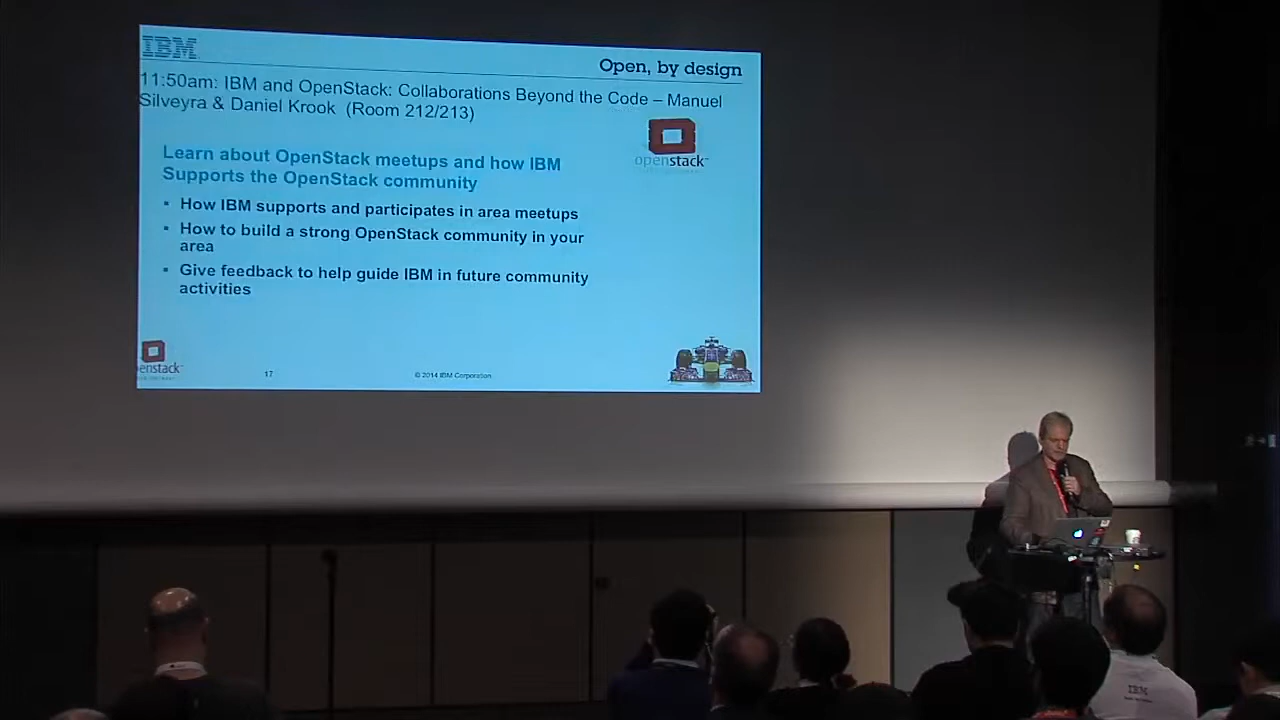 IBM
Open, by design
11:50am: IBM and OpenStack: Collaborations Beyond the Code – Manuel
Silveyra & Daniel Krook (Room 212/213)
openstack
Learn about OpenStack meetups and how IBM
Supports the OpenStack community
▪ How IBM supports and participates in area meetups
▪ How to build a strong OpenStack community in your
area
▪ Give feedback to help guide IBM in future community
activities
enstack
17
© 2014 IBM Corporation
IBM